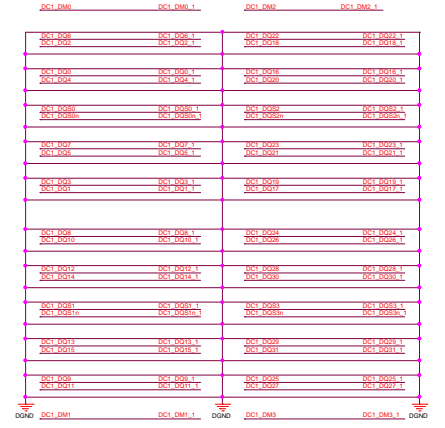 DC1_DM0 DC1_DM0_1 DC1_DM2 DC1_DM2_1
DC1_DQ6 DC1_DQ6_1 DC1_DQ22 DC1_DQ22_1
DC1_DQ2 DC1_DQ2_1 DC1_DQ18 DC1_DQ18_1
DC1_DQ0 DC1_DQ0_1 DC1_DQ16 DC1_DQ16_1
DC1_DQ4 DC1_DQ4_1 DC1_DQ20 DC1_DQ20_1
DC1_DQS0 DC1_DQS0_1 DC1_DQS2 DC1_DQS2_1
DC1_DQS0n DC1_DQS0n_1 DC1_DQS2n DC1_DQS2n_1
DC1_DQ7 DC1_DQ7_1 DC1_DQ23 DC1_DQ23_1
DC1_DQ5 DC1_DQ5_1 DC1_DQ21 DC1_DQ21_1
DC1_DQ3 DC1_DQ3_1 DC1_DQ19 DC1_DQ19_1
DC1_DQ1 DC1_DQ1_1 DC1_DQ17 DC1_DQ17_1
DC1_DQ8 DC1_DQ8_1 DC1_DQ24 DC1_DQ24_1
DC1_DQ10 DC1_DQ10_1 DC1_DQ26 DC1_DQ26_1
DC1_DQ12 DC1_DQ12_1 DC1_DQ28 DC1_DQ28_1
DC1_DQ14 DC1_DQ14_1 DC1_DQ30 DC1_DQ30_1
DC1_DQS1 DC1_DQS1_1 DC1_DQS3 DC1_DQS3_1
DC1_DQS1n DC1_DQS1n_1 DC1_DQS3n DC1_DQS3n_1
DC1_DQ13 DC1_DQ13_1 DC1_DQ29 DC1_DQ29_1
DC1_DQ15 DC1_DQ15_1 DC1_DQ31 DC1_DQ31_1
DC1_DQ9 DC1_DQ9_1 DC1_DQ25 DC1_DQ25_1
DC1_DQ11 DC1_DQ11_1 DC1_DQ27 DC1_DQ27_1
DGND DC1_DM1 DC1_DM1_1 DGND DC1_DM3 DC1_DM3_1 DGND